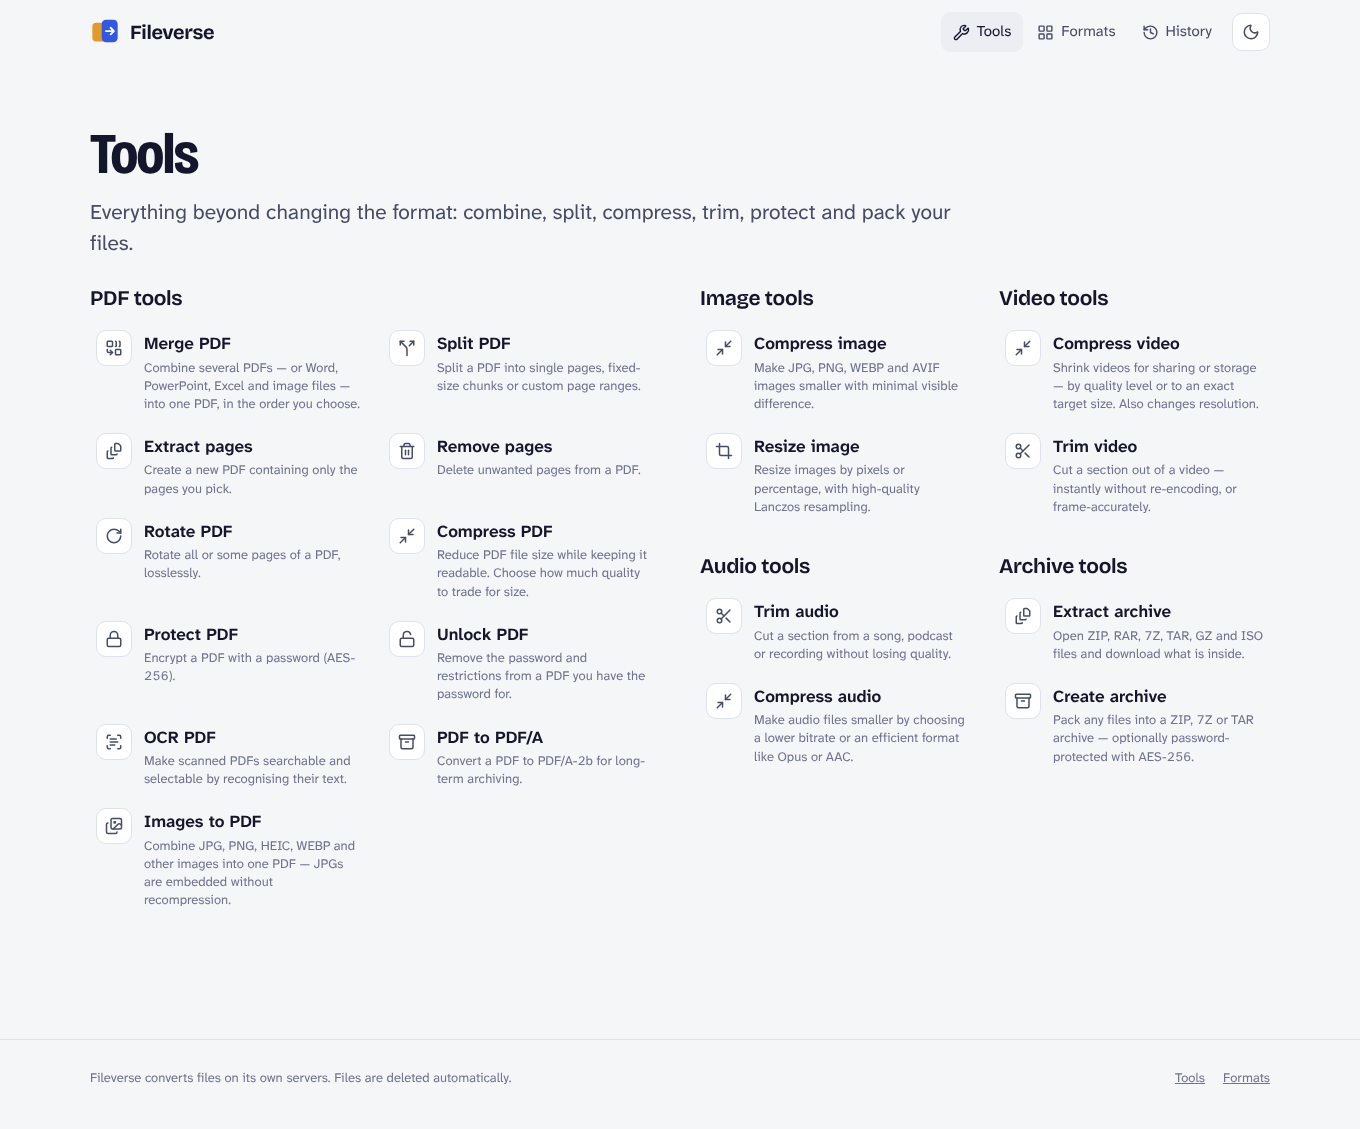 Fileverse
Tools
Formats
History
Tools
Everything beyond changing the format: combine, split, compress, trim, protect and pack your
files.
PDF tools
Merge PDF
Combine several PDFs — or Word,
PowerPoint, Excel and image files —
into one PDF, in the order you choose.
Split PDF
Split a PDF into single pages, fixed-
size chunks or custom page ranges.
Extract pages
Create a new PDF containing only the
pages you pick.
Remove pages
Delete unwanted pages from a PDF.
Rotate PDF
Rotate all or some pages of a PDF,
losslessly.
Compress PDF
Reduce PDF file size while keeping it
readable. Choose how much quality
to trade for size.
Protect PDF
Encrypt a PDF with a password (AES-
256).
Unlock PDF
Remove the password and
restrictions from a PDF you have the
password for.
OCR PDF
Make scanned PDFs searchable and
selectable by recognising their text.
PDF to PDF/A
Convert a PDF to PDF/A-2b for long-
term archiving.
Images to PDF
Combine JPG, PNG, HEIC, WEBP and
other images into one PDF — JPGs
are embedded without
recompression.
Image tools
Compress image
Make JPG, PNG, WEBP and AVIF
images smaller with minimal visible
difference.
Resize image
Resize images by pixels or
percentage, with high-quality
Lanczos resampling.
Video tools
Compress video
Shrink videos for sharing or storage
— by quality level or to an exact
target size. Also changes resolution.
Trim video
Cut a section out of a video —
instantly without re-encoding, or
frame-accurately.
Audio tools
Trim audio
Cut a section from a song, podcast
or recording without losing quality.
Compress audio
Make audio files smaller by choosing
a lower bitrate or an efficient format
like Opus or AAC.
Archive tools
Extract archive
Open ZIP, RAR, 7Z, TAR, GZ and ISO
files and download what is inside.
Create archive
Pack any files into a ZIP, 7Z or TAR
archive — optionally password-
protected with AES-256.
Fileverse converts files on its own servers. Files are deleted automatically.
Tools
Formats